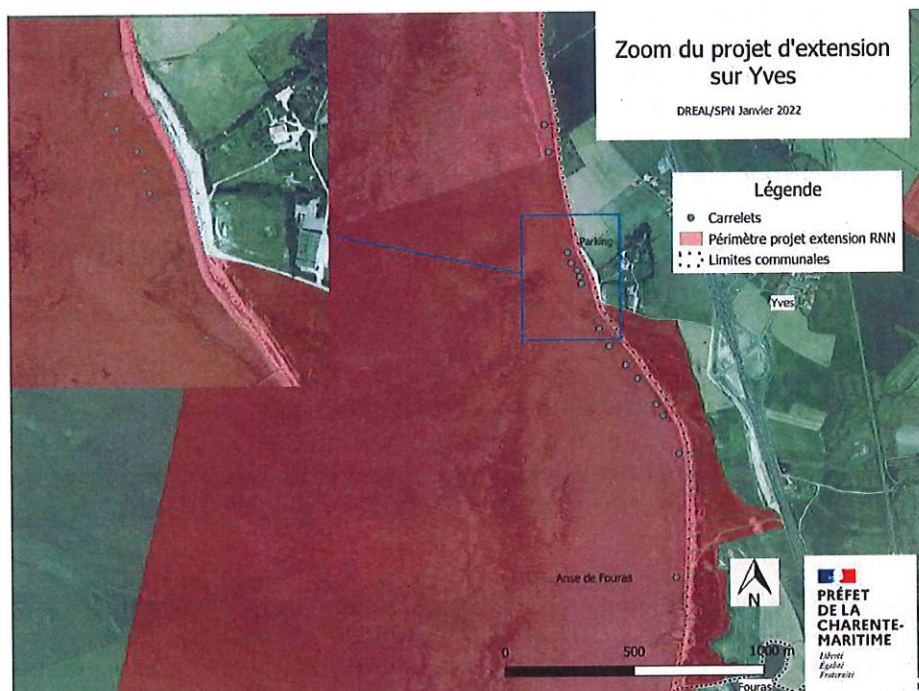 Zoom du projet d'extension
sur Yves
DREAL/SPN Janvier 2022
Légende
Carrelets
Périmètre projet extension RNN
Limites communales
Parking
Yves
Anse de Fouras
N
0 500 1000 m
Fouras
PRÉFET
DE LA
CHARENTE-
MARITIME
Liberté
Égalité
Fraternité